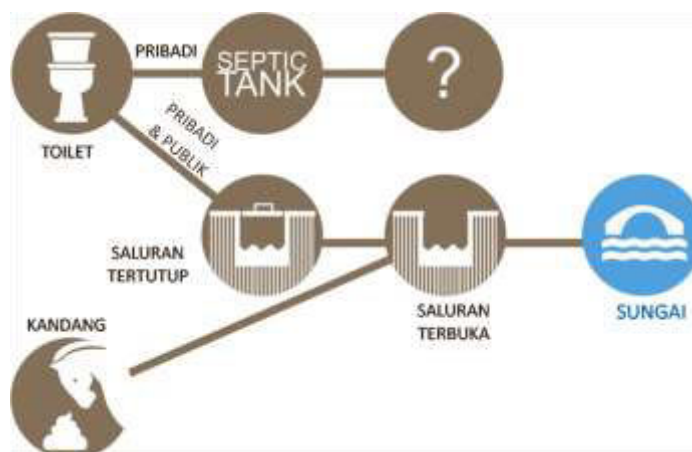 PRIBADI
SEPTIC
TANK
?
TOILET
PRIBADI
& PUBLIK
SALURAN
TERTUTUP
SALURAN
TERBUKA
SUNGAI
KANDANG